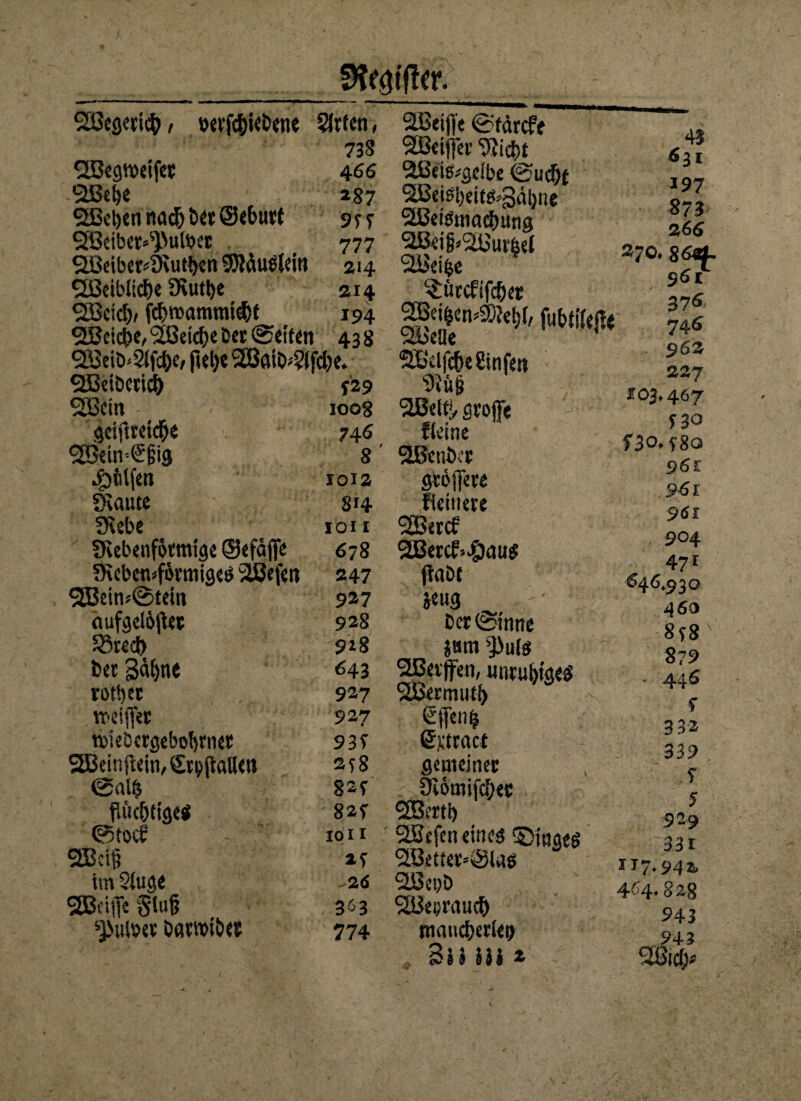 Regiſter.
Wegerich, verſchiedene Arten, 738
Wegweiſer 466
Wehe 287
Wehen nach der Geburt 955
Weiber-Pulver 777
Weiber-Ruthen Mäuslein 214
Weibliche Ruthe 214
Weich, ſchwammicht 194
Weiche, Weiche der Seiten 438
Weid-Aſche, ſiehe Waid-Aſche.
Weiderich 529
Wein 1008
geiſtreiche 746
Wein-Eßig 8
Hülſen 1012
Raute 814
Rebe 1011
Rebenförmige Gefäſſe 678
Reben-förmiges Weſen 247
Wein-Stein 927
aufgelöſter 928
Brech 928
der Zähne 643
rother 927
weiſſer 927
wiedergebohrner 935
Weinſtein, Cryſtallen 258
Saltz 825
flüchtiges 825
Stock 1011
Weiß 25
im Auge 26
Weiſſe Fluß 363
Pulver darwider 774
Weiſſe Stärcke 43
Weiſſer Nicht 631
Weis-gelbe Sucht 197
Weisheits-Zähne 873
Weismachung 266
Weiß-Wurtzel 270. 864
Weitze 961
Türckiſcher 376
Weitzen-Mehl, ſubtileſte 746
Welle 962
Welſche Linſen 227
Nüß 103. 467
Welt, groſſe 530
kleine 530. 580
Wender 961
gröſſere 961
kleinere 961
Werck 904
Werck-Haus 471
ſtadt 646. 930
zeug 460
der Sinne 858
zum Puls 879
Werffen, unruhiges 446
Wermuth 5
Eſſentz 332
Extract 339
gemeiner 5
Römiſcher 5
Werth 929
Weſen eines Dinges 331
Wetter-Glas 117. 942
Weyd 464. 828
Weyrauch 943
mancherley 943
Zii iii 2 Wich-